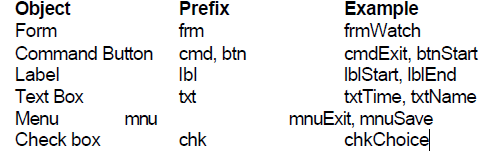 Object Prefix Example
Form frm frmWatch
Command Button cmd, btn cmdExit, btnStart
Label lbl lblStart, lblEnd
Text Box txt txtTime, txtName
Menu mnu mnuExit, mnuSave
Check box chk chkChoice